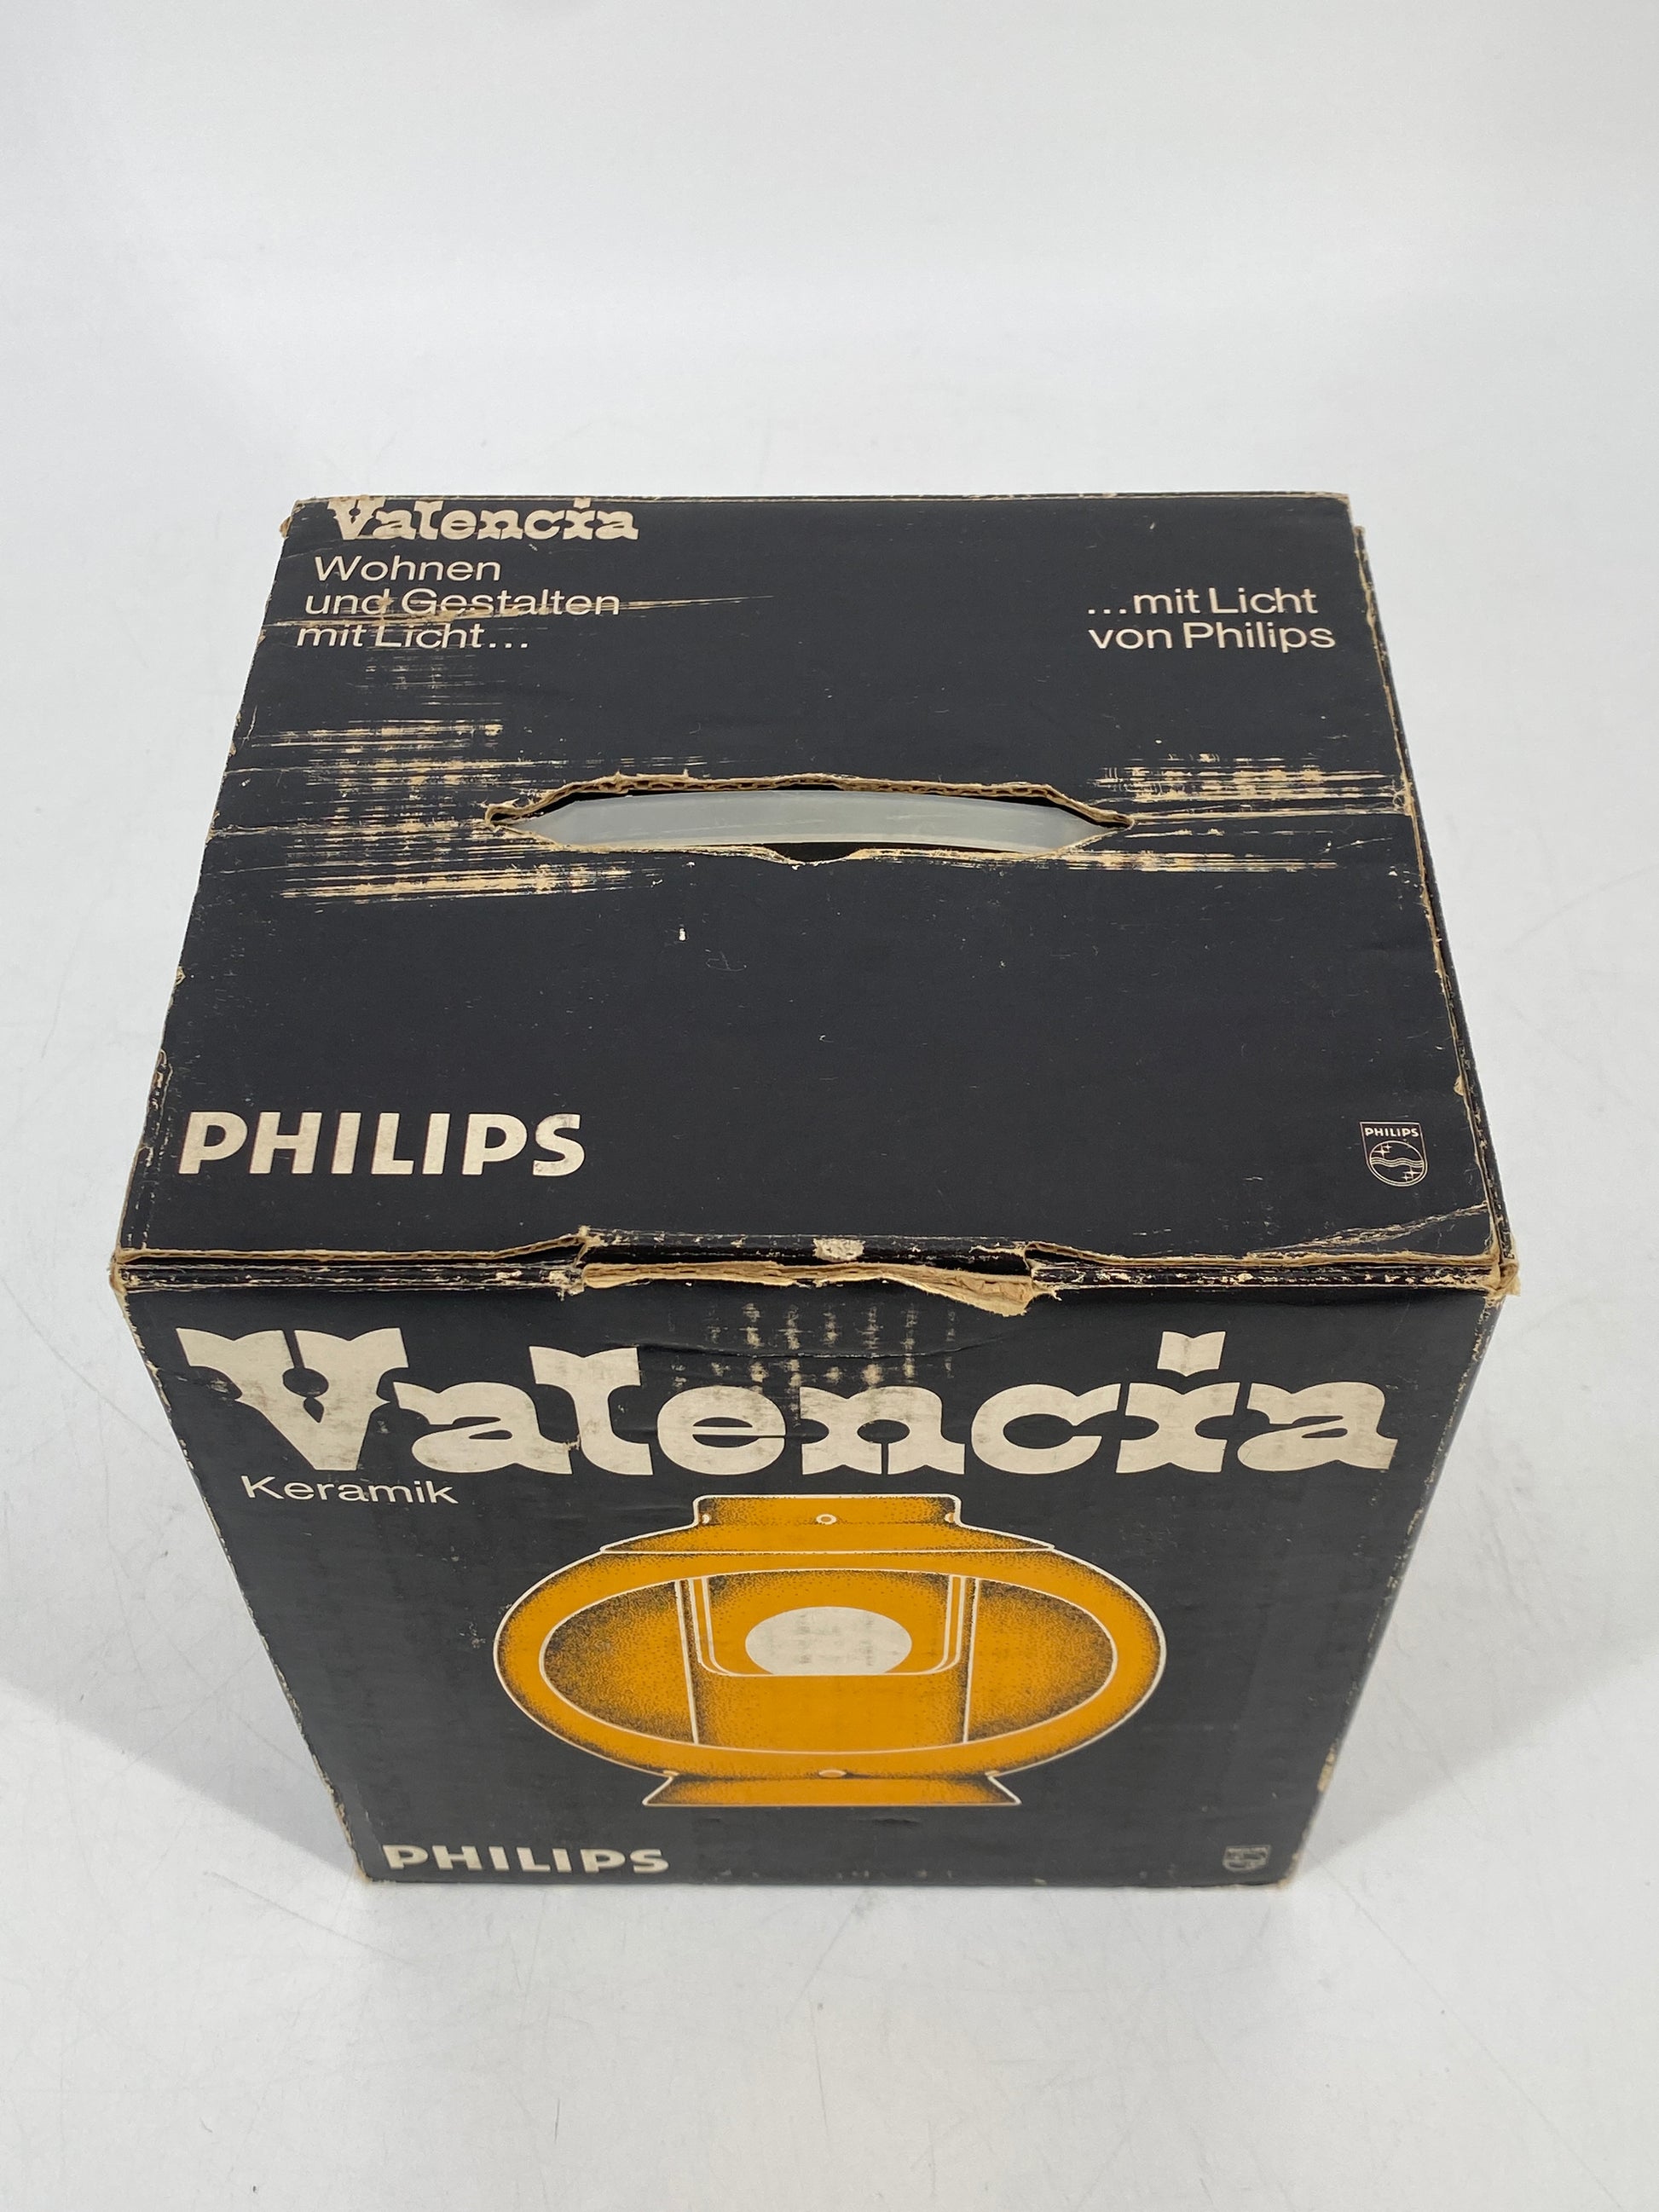 Valencia
Wohnen
und Gestalten
mit Licht...
...mit Licht
von Philips
PHILIPS
PHILIPS
Valencia
Keramik
PHILIPS